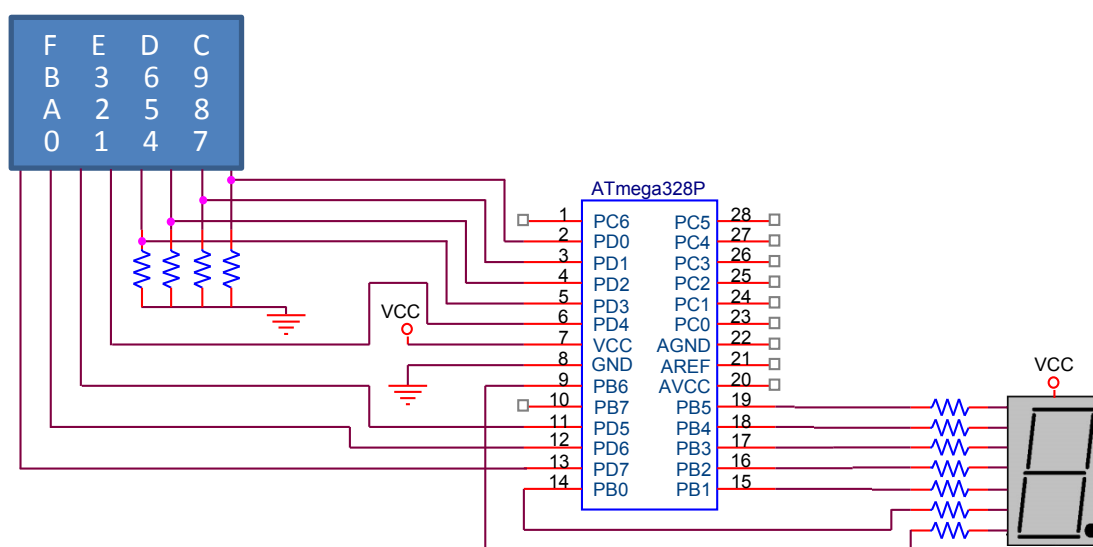 F E D C
B 3 6 9
A 2 5 8
0 1 4 7
ATmega328P
1 PC6 PC5 28
2 PD0 PC4 27
3 PD1 PC3 26
4 PD2 PC2 25
5 PD3 PC1 24
6 PD4 PC0 23
VCC
7 VCC AGND 22
8 GND AREF 21
9 PB6 AVCC 20
10 PB7 PB5 19
11 PD5 PB4 18
12 PD6 PB3 17
13 PD7 PB2 16
14 PB0 PB1 15
VCC